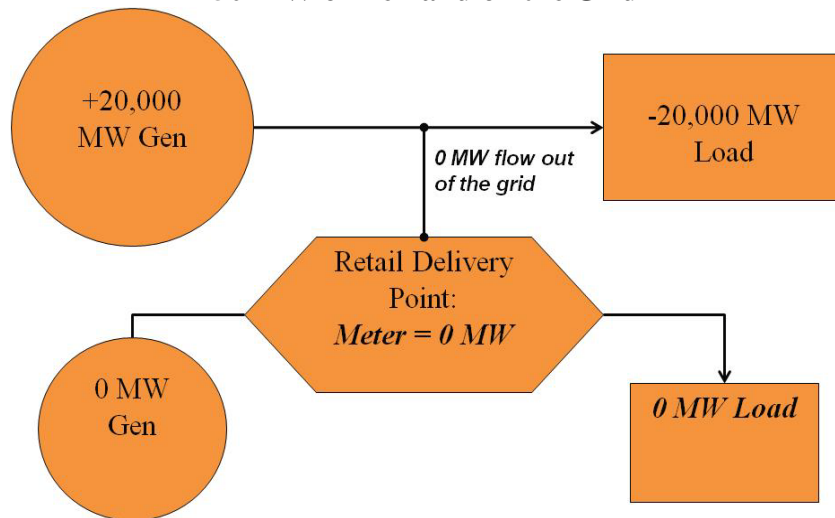 +20,000
MW Gen
-20,000 MW
Load
0 MW flow out
of the grid
Retail Delivery
Point:
Meter = 0 MW
0 MW
Gen
0 MW Load